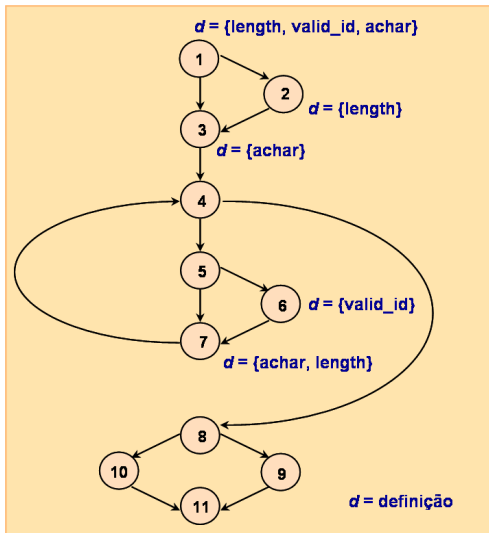 d = {length, valid_id, achar}
1
2
d = {length}
3
d = {achar}
4
5
6
d = {valid_id}
7
d = {achar, length}
8
10
9
11
d = definição